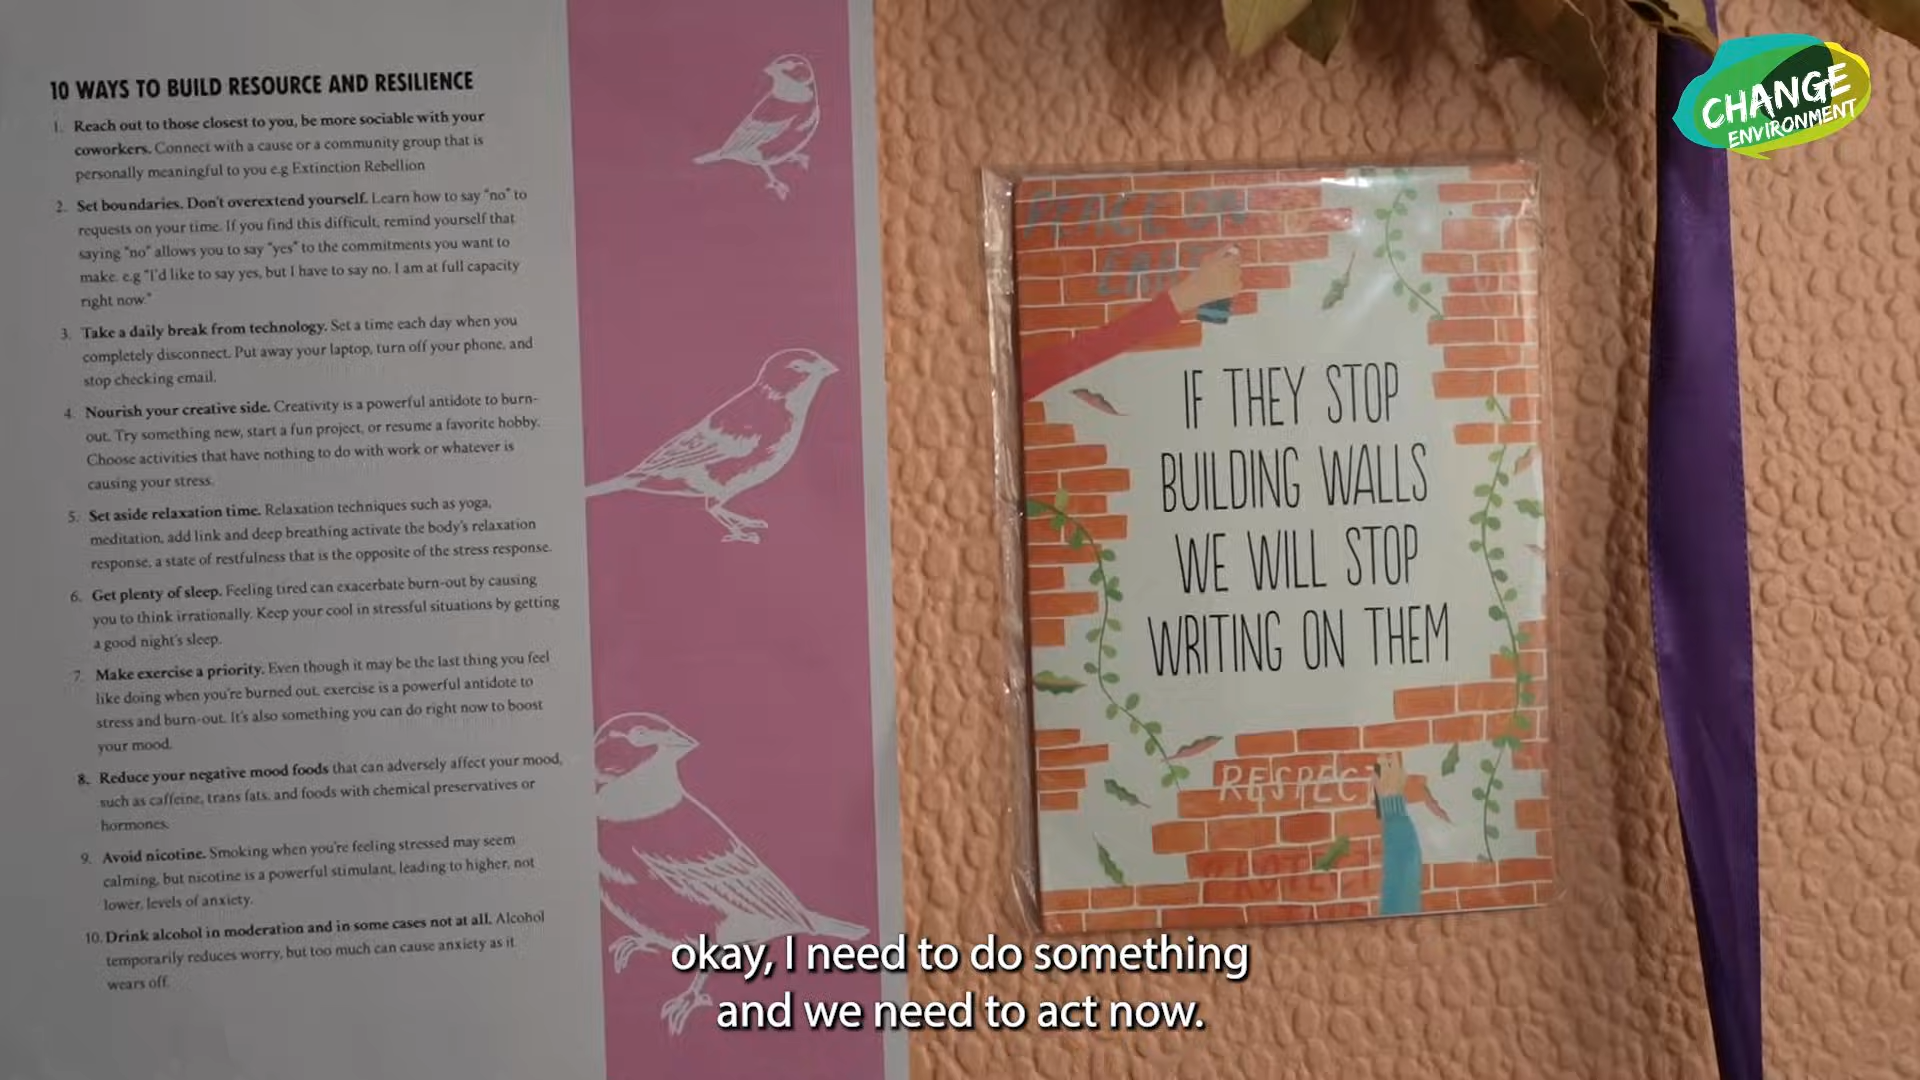 10 WAYS TO BUILD RESOURCE AND RESILIENCE
1. Reach out to those closest to you, be more sociable with your
coworkers. Connect with a cause or a community group that is
personally meaningful to you e.g Extinction Rebellion
2. Set boundaries. Don't overextend yourself. Learn how to say "no" to
requests on your time. If you find this difficult, remind yourself that
saying "no" allows you to say "yes" to the commitments you want to
make. e.g "I'd like to say yes, but I have to say no. I am at full capacity
right now."
3. Take a daily break from technology. Set a time each day when you
completely disconnect. Put away your laptop, turn off your phone, and
stop checking email.
4. Nourish your creative side. Creativity is a powerful antidote to burn-
out. Try something new, start a fun project, or resume a favorite hobby.
Choose activities that have nothing to do with work or whatever is
causing your stress.
5. Set aside relaxation time. Relaxation techniques such as yoga,
meditation, add link and deep breathing activate the body's relaxation
response, a state of restfulness that is the opposite of the stress response.
6. Get plenty of sleep. Feeling tired can exacerbate burn-out by causing
you to think irrationally. Keep your cool in stressful situations by getting
a good night's sleep.
7. Make exercise a priority. Even though it may be the last thing you feel
like doing when you're burned out, exercise is a powerful antidote to
stress and burn-out. It's also something you can do right now to boost
your mood.
8. Reduce your negative mood foods that can adversely affect your mood,
such as caffeine, trans fats, and foods with chemical preservatives or
hormones.
9. Avoid nicotine. Smoking when you're feeling stressed may seem
calming, but nicotine is a powerful stimulant, leading to higher, not
lower, levels of anxiety.
10. Drink alcohol in moderation and in some cases not at all. Alcohol
temporarily reduces worry, but too much can cause anxiety as it
wears off.
PEACE ON
EART
IF THEY STOP
BUILDING WALLS
WE WILL STOP
WRITING ON THEM
RESPECT
CHANGE
ENVIRONMENT
okay, I need to do something
and we need to act now.